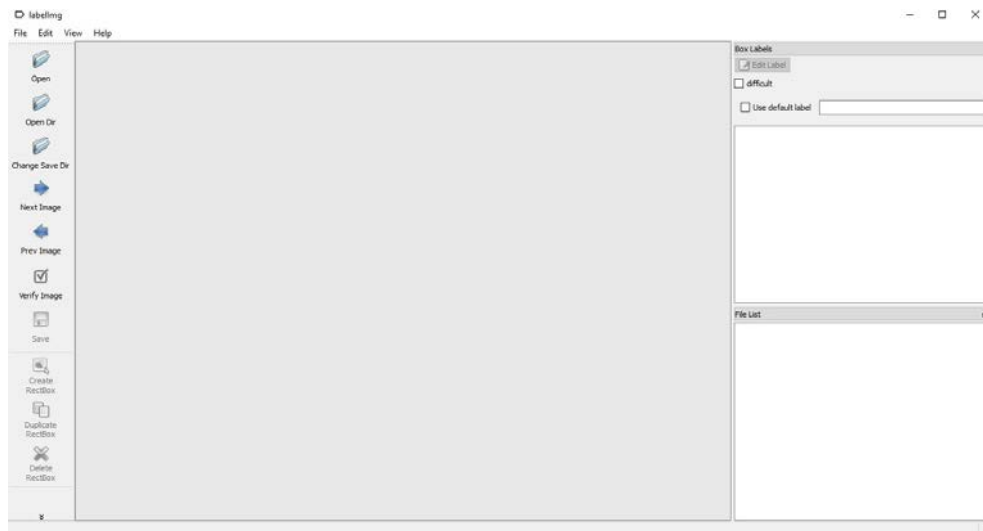 labelImg
File Edit View Help
Open
Open Dir
Change Save Dir
Next Image
Prev Image
Verify Image
Save
Create
RectBox
Duplicate
RectBox
Delete
RectBox
Box Labels
Edit Label
difficult
Use default label
File List